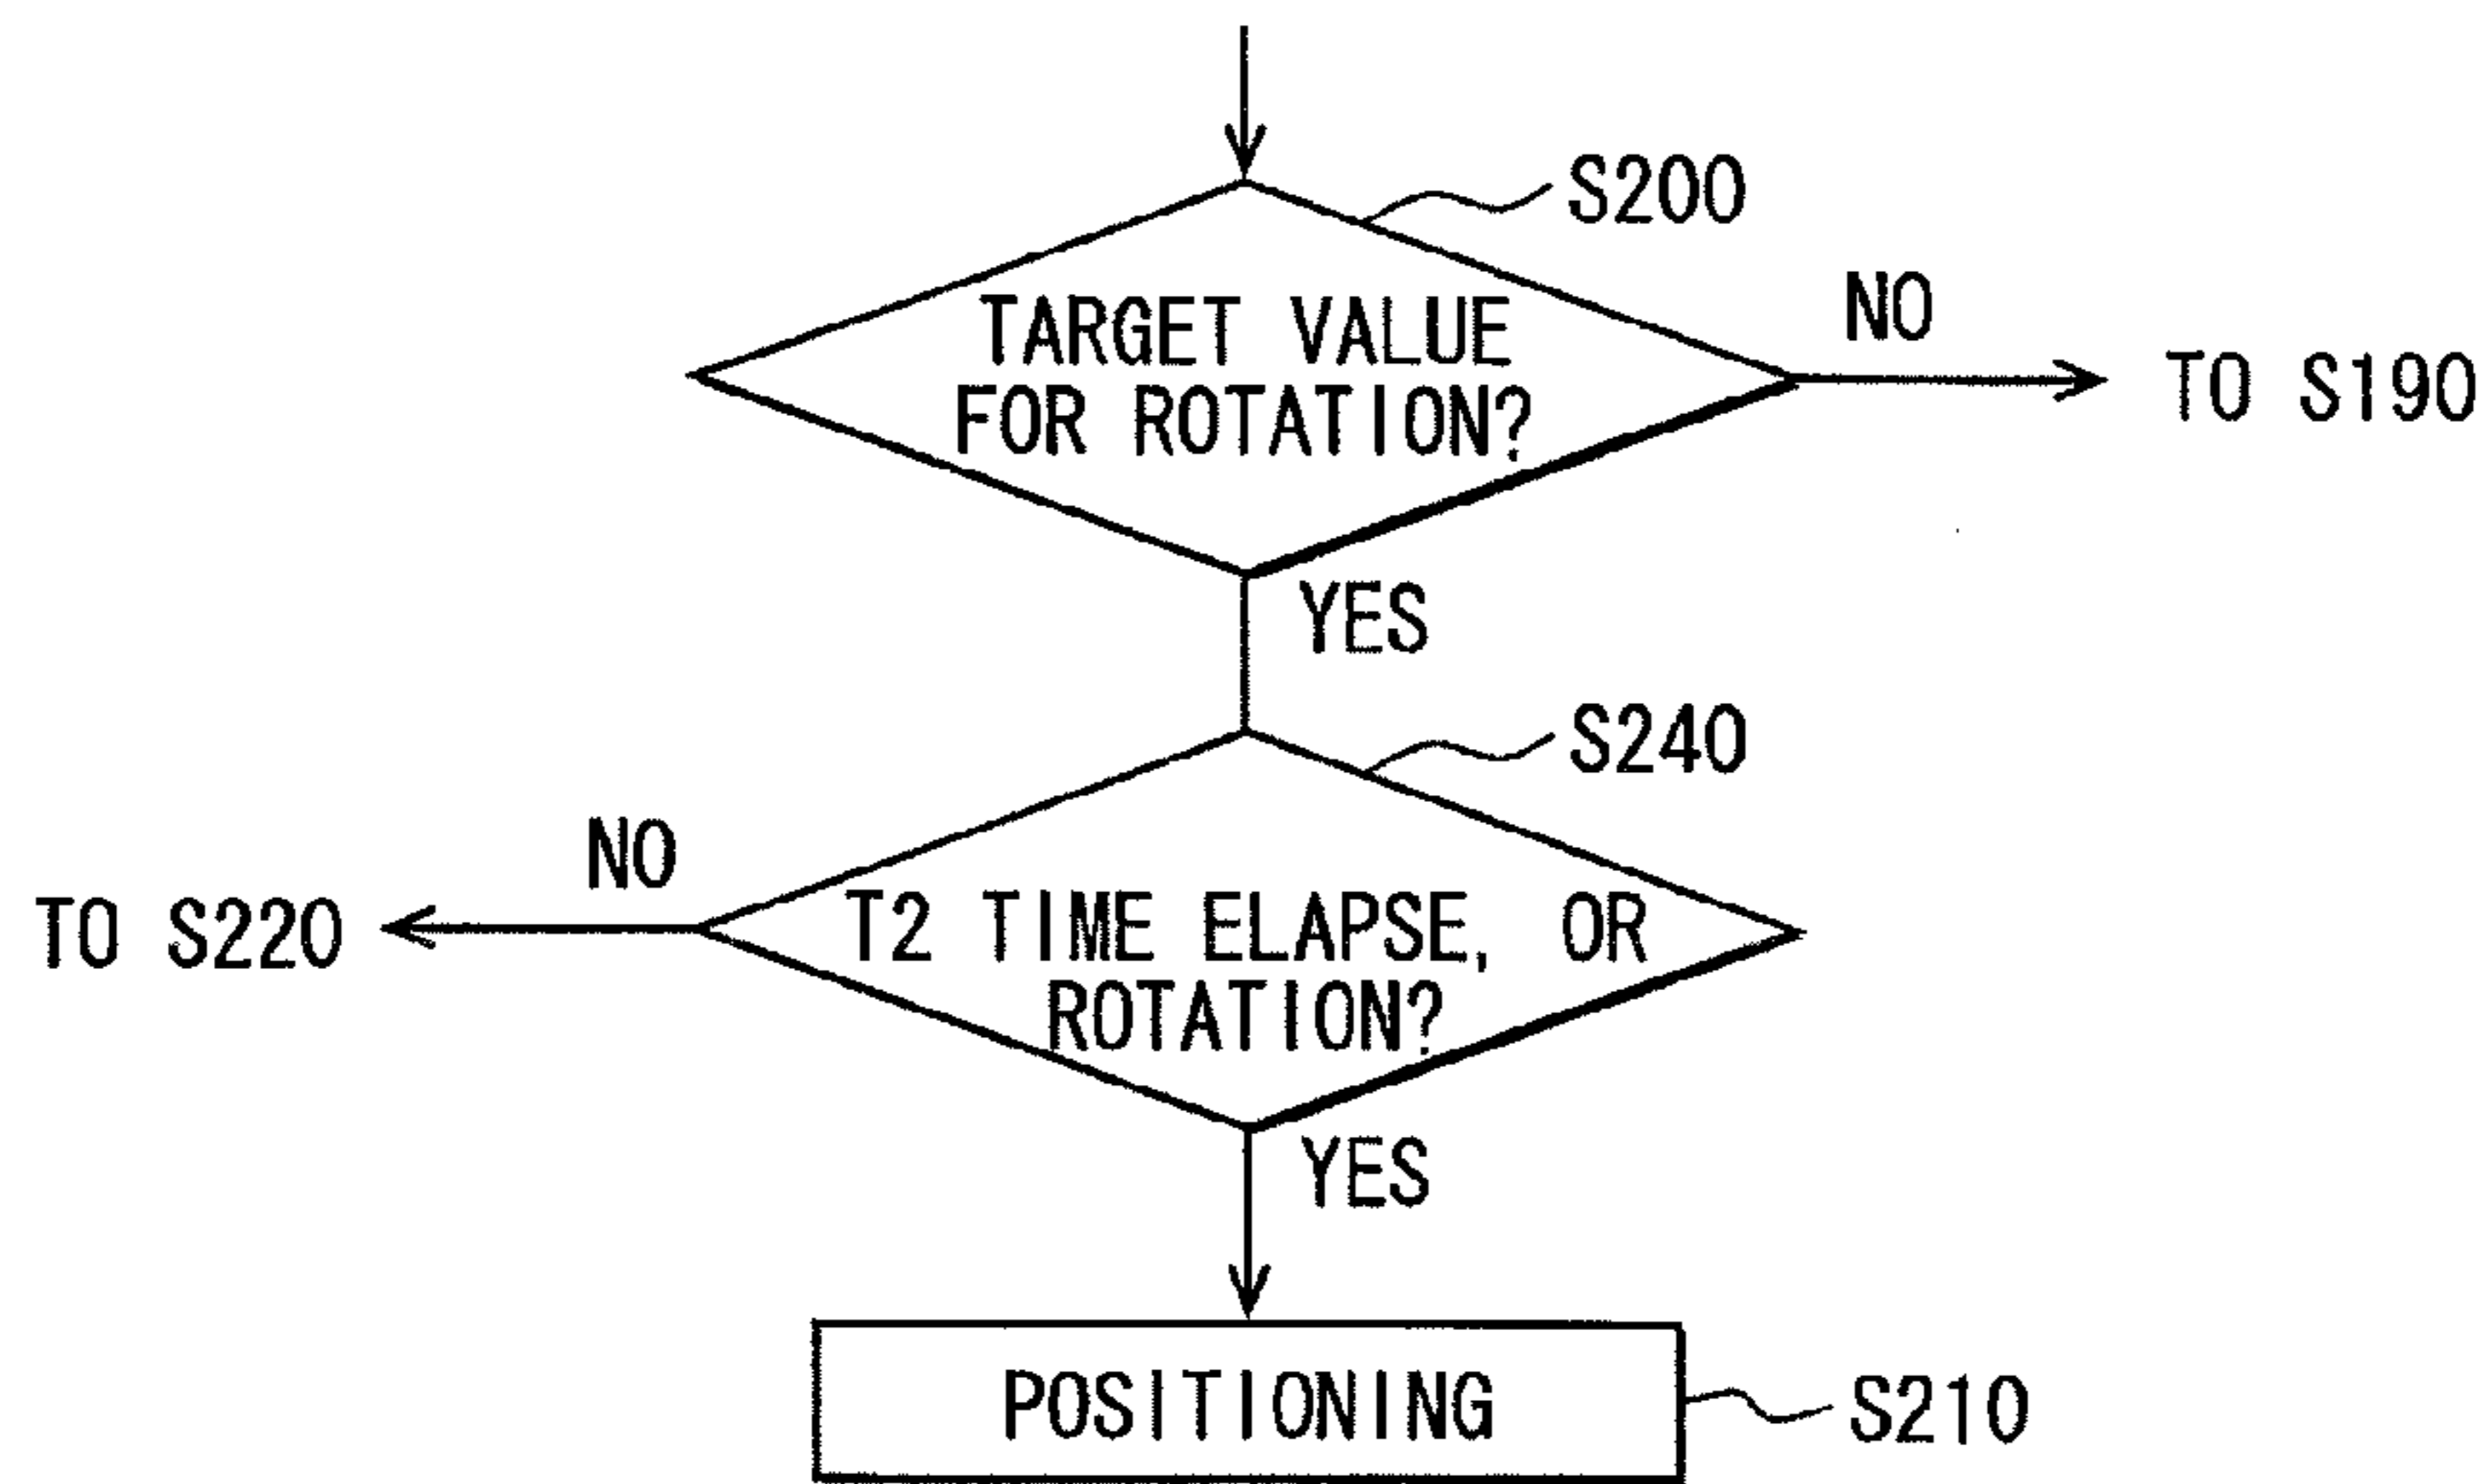 S200
TARGET VALUE
FOR ROTATION?
NO
TO S190
YES
S240
NO
TO S220
T2 TIME ELAPSE, OR
ROTATION?
YES
POSITIONING
S210